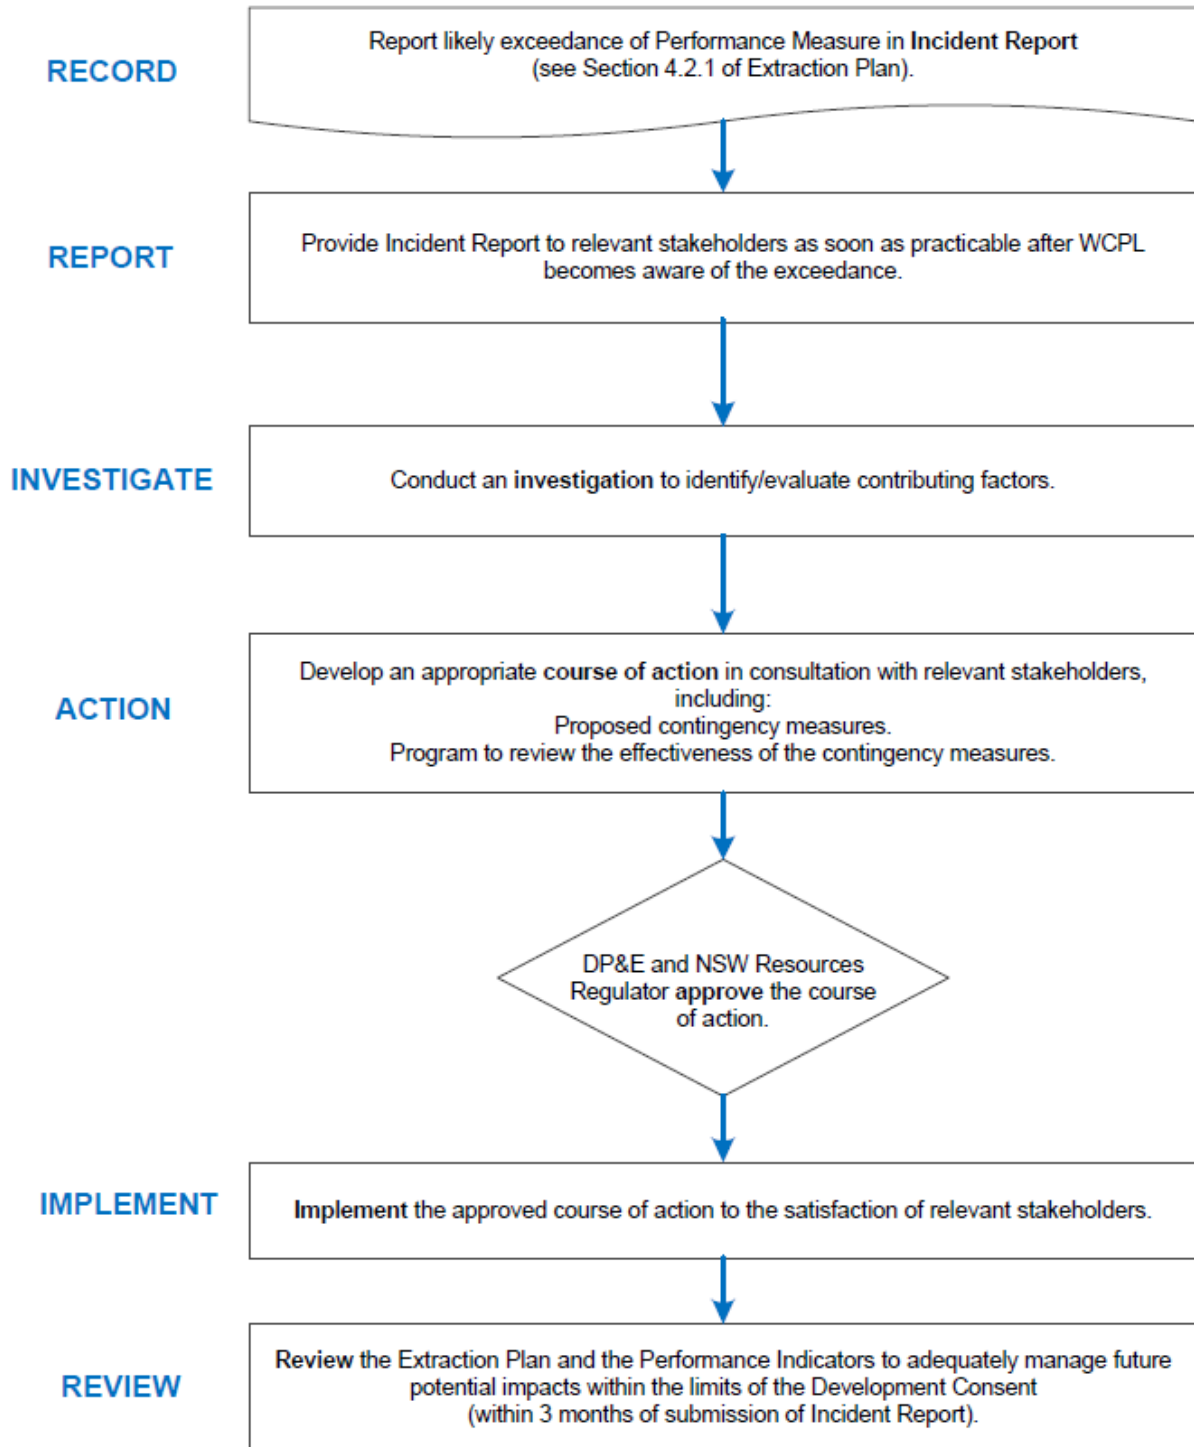 RECORD
Report likely exceedance of Performance Measure in Incident Report
(see Section 4.2.1 of Extraction Plan).
REPORT
Provide Incident Report to relevant stakeholders as soon as practicable after WCPL
becomes aware of the exceedance.
INVESTIGATE
Conduct an investigation to identify/evaluate contributing factors.
ACTION
Develop an appropriate course of action in consultation with relevant stakeholders,
including:
Proposed contingency measures.
Program to review the effectiveness of the contingency measures.
DP&E and NSW Resources
Regulator approve the course
of action.
IMPLEMENT
Implement the approved course of action to the satisfaction of relevant stakeholders.
REVIEW
Review the Extraction Plan and the Performance Indicators to adequately manage future
potential impacts within the limits of the Development Consent
(within 3 months of submission of Incident Report).